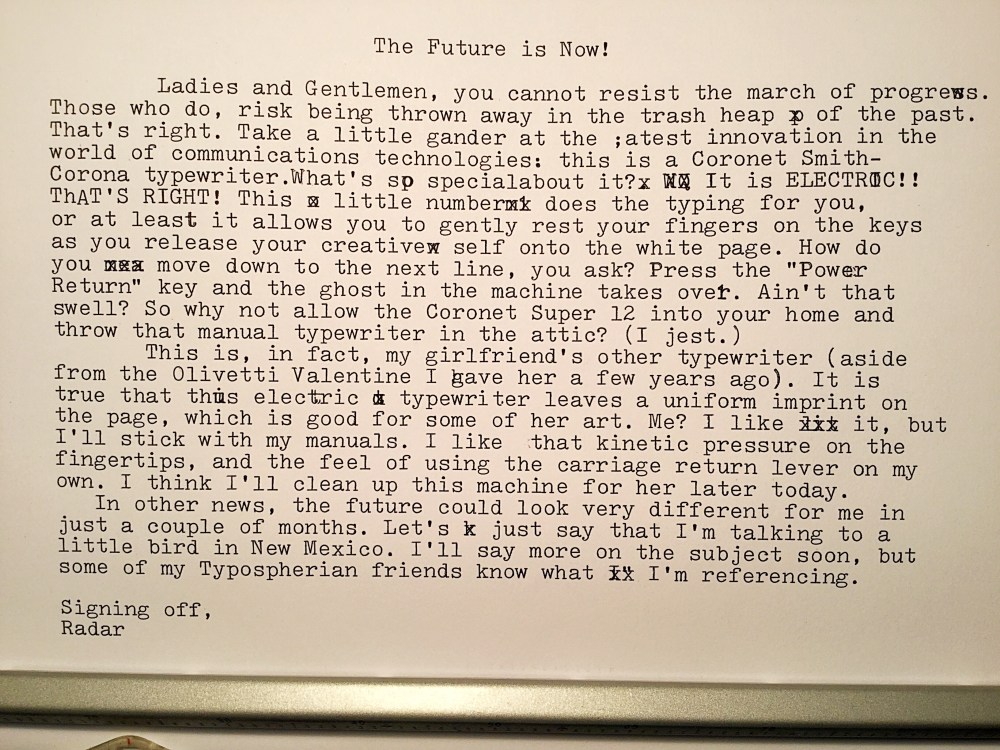 The Future is Now!
Ladies and Gentlemen, you cannot resist the march of progress.
Those who do, risk being thrown away in the trash heap of the past.
That's right. Take a little gander at the ;atest innovation in the
world of communications technologies: this is a Coronet Smith-
Corona typewriter.What's sp specialabout it?x It is ELECTRIC!!
ThAT'S RIGHT! This little number does the typing for you,
or at least it allows you to gently rest your fingers on the keys
as you release your creative self onto the white page. How do
you move down to the next line, you ask? Press the "Power
Return" key and the ghost in the machine takes over. Ain't that
swell? So why not allow the Coronet Super 12 into your home and
throw that manual typewriter in the attic? (I jest.)
This is, in fact, my girlfriend's other typewriter (aside
from the Olivetti Valentine I gave her a few years ago). It is
true that this electric typewriter leaves a uniform imprint on
the page, which is good for some of her art. Me? I like xxx it, but
I'll stick with my manuals. I like that kinetic pressure on the
fingertips, and the feel of using the carriage return lever on my
own. I think I'll clean up this machine for her later today.
In other news, the future could look very different for me in
just a couple of months. Let's just say that I'm talking to a
little bird in New Mexico. I'll say more on the subject soon, but
some of my Typospherian friends know what I'm referencing.
Signing off,
Radar